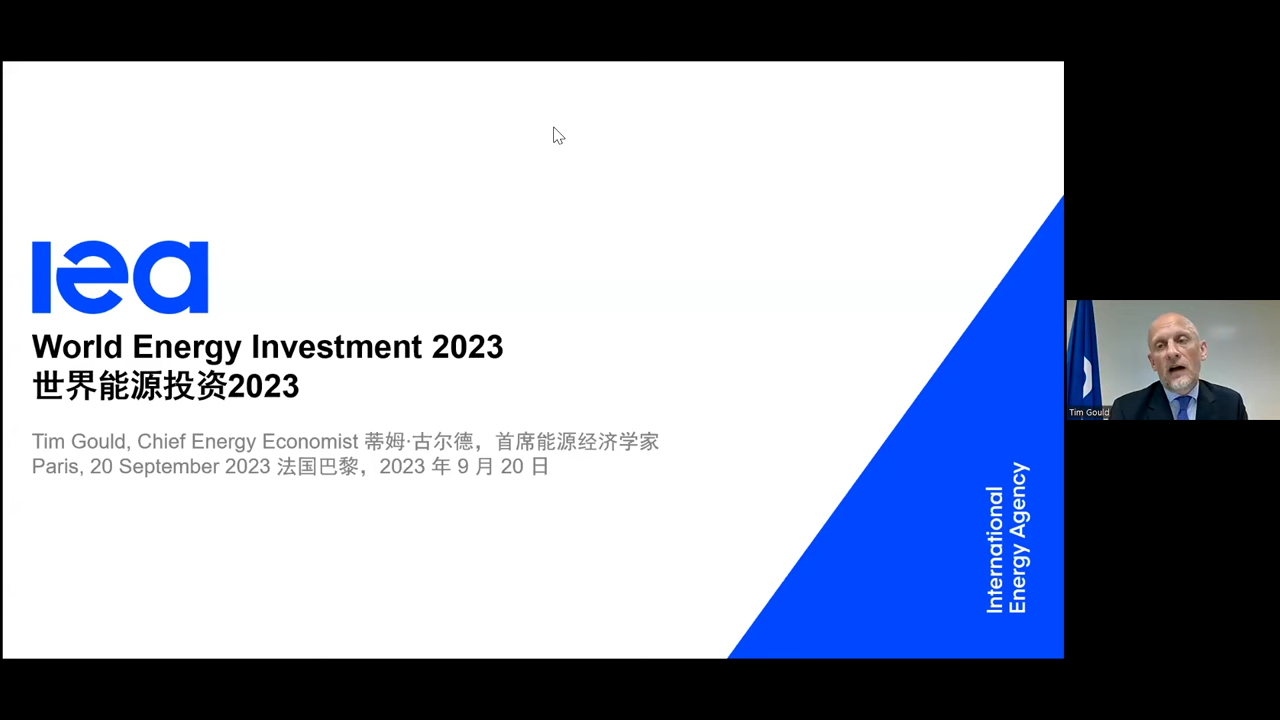 iea
World Energy Investment 2023
世界能源投资2023
Tim Gould, Chief Energy Economist 蒂姆·古尔德，首席能源经济学家
Paris, 20 September 2023 法国巴黎，2023 年 9 月 20 日
International
Energy Agency
Tim Gould